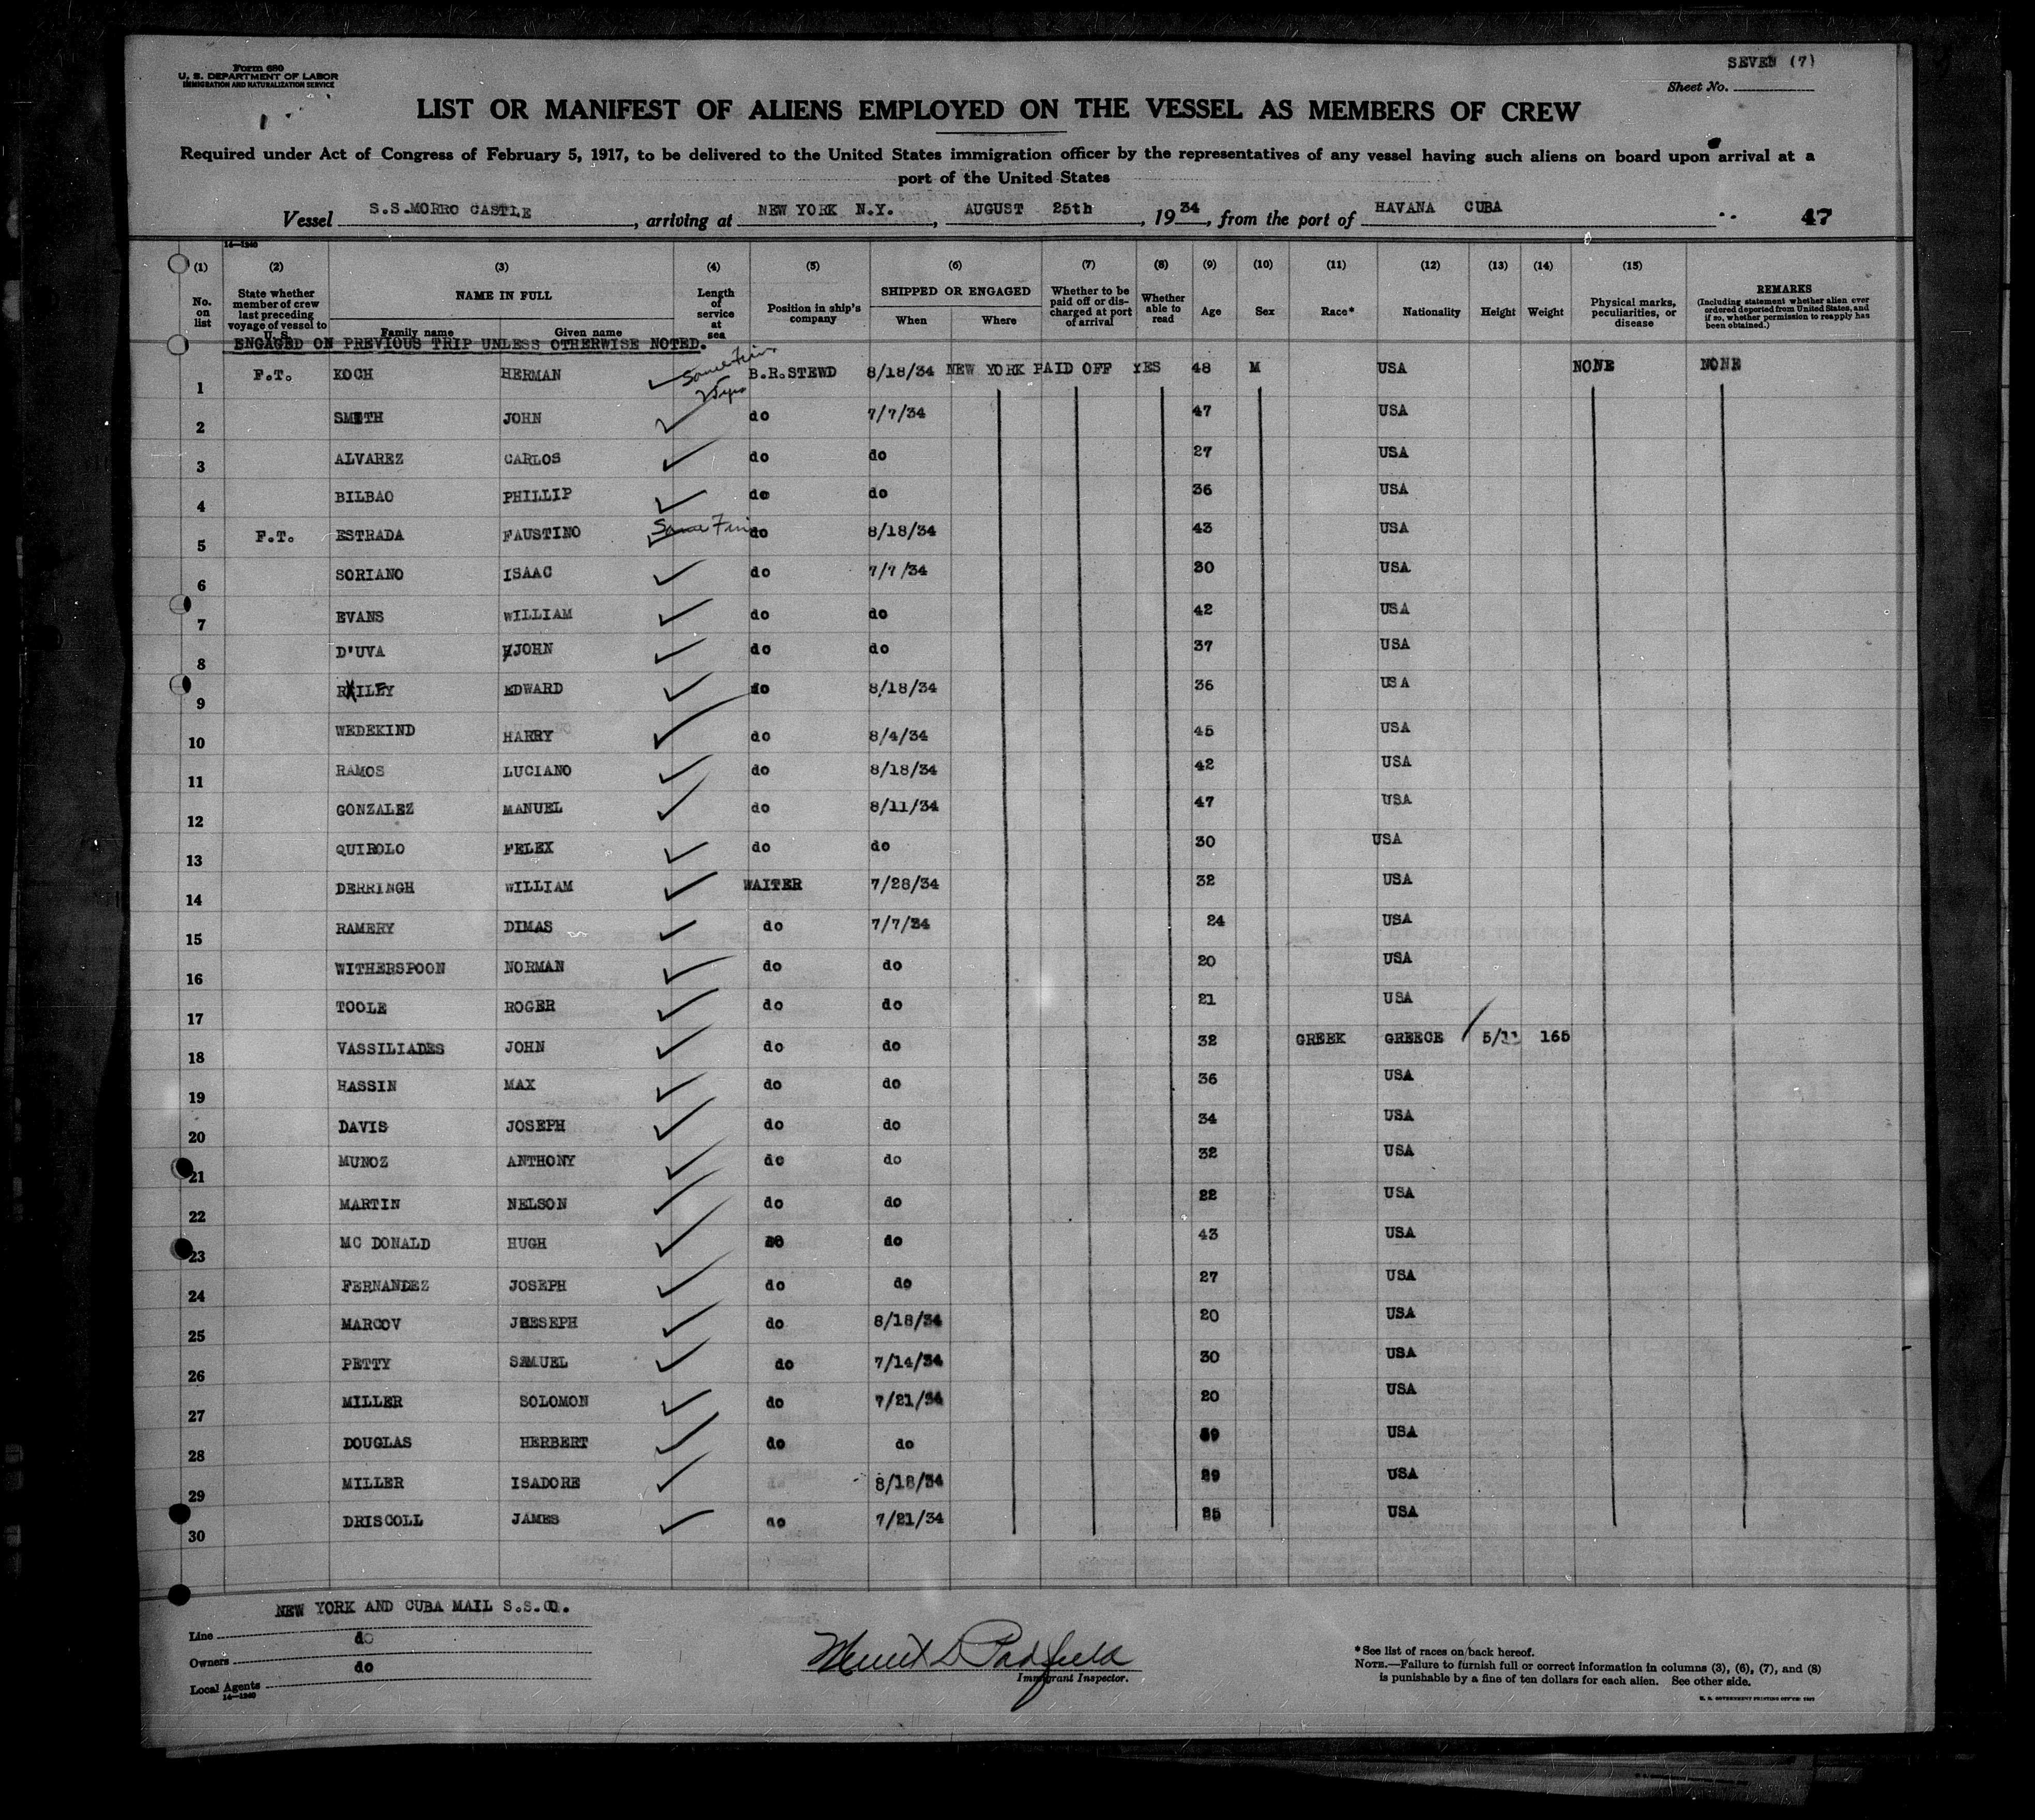 Form 680
U. S. DEPARTMENT OF LABOR
IMMIGRATION AND NATURALIZATION SERVICE
SEVEN (7)
Sheet No.
LIST OR MANIFEST OF ALIENS EMPLOYED ON THE VESSEL AS MEMBERS OF CREW
Required under Act of Congress of February 5, 1917, to be delivered to the United States immigration officer by the representatives of any vessel having such aliens on board upon arrival at a
port of the United States
Vessel S.S.MORRO CASTLE, arriving at NEW YORK N.Y., AUGUST 25th, 1934, from the port of HAVANA CUBA 47
14—1240
(1) (2) (3) (4) (5) (6) (7) (8) (9) (10) (11) (12) (13) (14) (15)
No. on list
State whether member of crew last preceding voyage of vessel to U.S.
NAME IN FULL
Family name Given name
Length of service at sea
Position in ship's company
SHIPPED OR ENGAGED
When Where
Whether to be paid off or discharged at port of arrival
Whether able to read
Age
Sex
Race*
Nationality
Height
Weight
Physical marks, peculiarities, or disease
REMARKS
(Including statement whether alien ever ordered deported from United States, and if so, whether permission to reapply has been obtained.)
ENGAGED ON PREVIOUS TRIP UNLESS OTHERWISE NOTED.
1 F.T. KOCH HERMAN B.R.STEWD 8/18/34 NEW YORK PAID OFF YES 48 M USA NONE NONE
2 SMITH JOHN do 7/7/34 47 USA
3 ALVAREZ CARLOS do do 27 USA
4 BILBAO PHILLIP do do 36 USA
5 F.T. ESTRADA FAUSTINO do 8/18/34 43 USA
6 SORIANO ISAAC do 7/7/34 30 USA
7 EVANS WILLIAM do do 42 USA
8 D'UVA JOHN do do 37 USA
9 RXILEY EDWARD do 8/18/34 36 USA
10 WEDEKIND HARRY do 8/4/34 45 USA
11 RAMOS LUCIANO do 8/18/34 42 USA
12 GONZALEZ MANUEL do 8/11/34 47 USA
13 QUIROLO FELEX do do 30 USA
14 DERRINGH WILLIAM WAITER 7/28/34 32 USA
15 RAMERY DIMAS do 7/7/34 24 USA
16 WITHERSPOON NORMAN do do 20 USA
17 TOOLE ROGER do do 21 USA
18 VASSILIADES JOHN do do 32 GREEK GREECE 5/11 165
19 HASSIN MAX do do 36 USA
20 DAVIS JOSEPH do do 34 USA
21 MUNOZ ANTHONY do do 32 USA
22 MARTIN NELSON do do 22 USA
23 MC DONALD HUGH do do 43 USA
24 FERNANDEZ JOSEPH do do 27 USA
25 MARCOV do 8/18/34 20 USA
26 PETTY SAMUEL do 7/14/34 30 USA
27 MILLER SOLOMON do 7/21/34 20 USA
28 DOUGLAS HERBERT do do USA
29 MILLER ISADORE do 8/18/34 USA
30 DRISCOLL JAMES do 7/21/34 USA
NEW YORK AND CUBA MAIL S.S.CO.
Line
do
Owners
do
Local Agents
14—1240
Immigrant Inspector.
* See list of races on back hereof.
NOTE.—Failure to furnish full or correct information in columns (3), (6), (7), and (8)
is punishable by a fine of ten dollars for each alien. See other side.